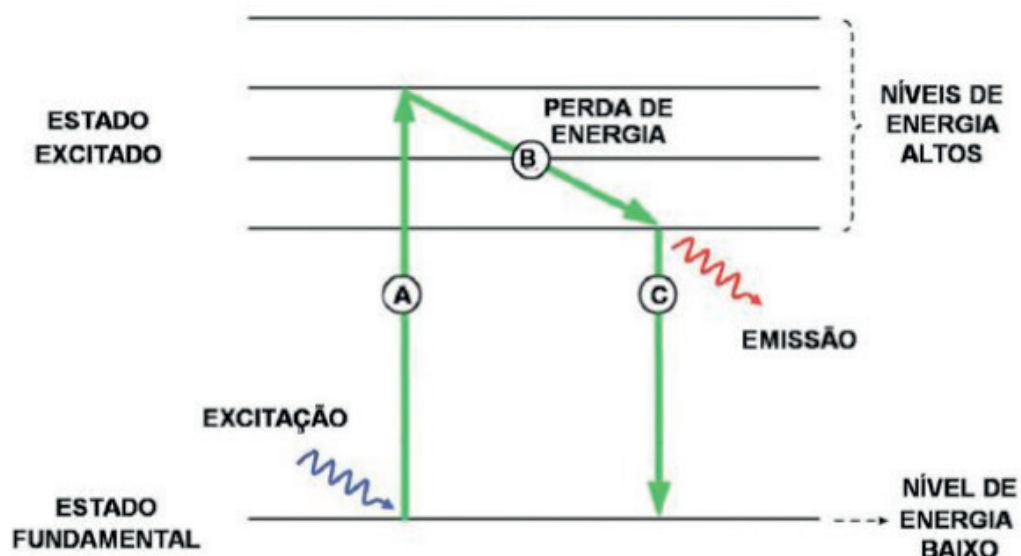 ESTADO
EXCITADO
PERDA DE
ENERGIA
B
NÍVEIS DE
ENERGIA
ALTOS
A
C
EMISSÃO
EXCITAÇÃO
ESTADO
FUNDAMENTAL
NÍVEL DE
ENERGIA
BAIXO